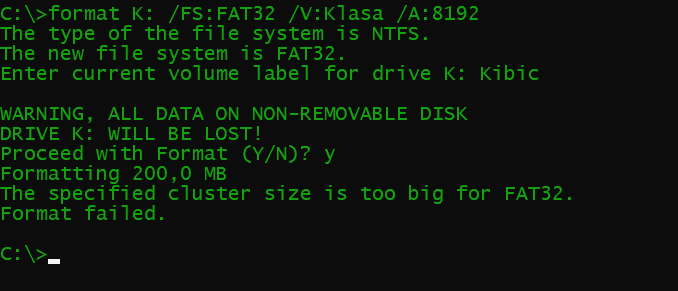 C:\>format K: /FS:FAT32 /V:Klasa /A:8192
The type of the file system is NTFS.
The new file system is FAT32.
Enter current volume label for drive K: Kibic

WARNING, ALL DATA ON NON-REMOVABLE DISK
DRIVE K: WILL BE LOST!
Proceed with Format (Y/N)? y
Formatting 200,0 MB
The specified cluster size is too big for FAT32.
Format failed.

C:\>